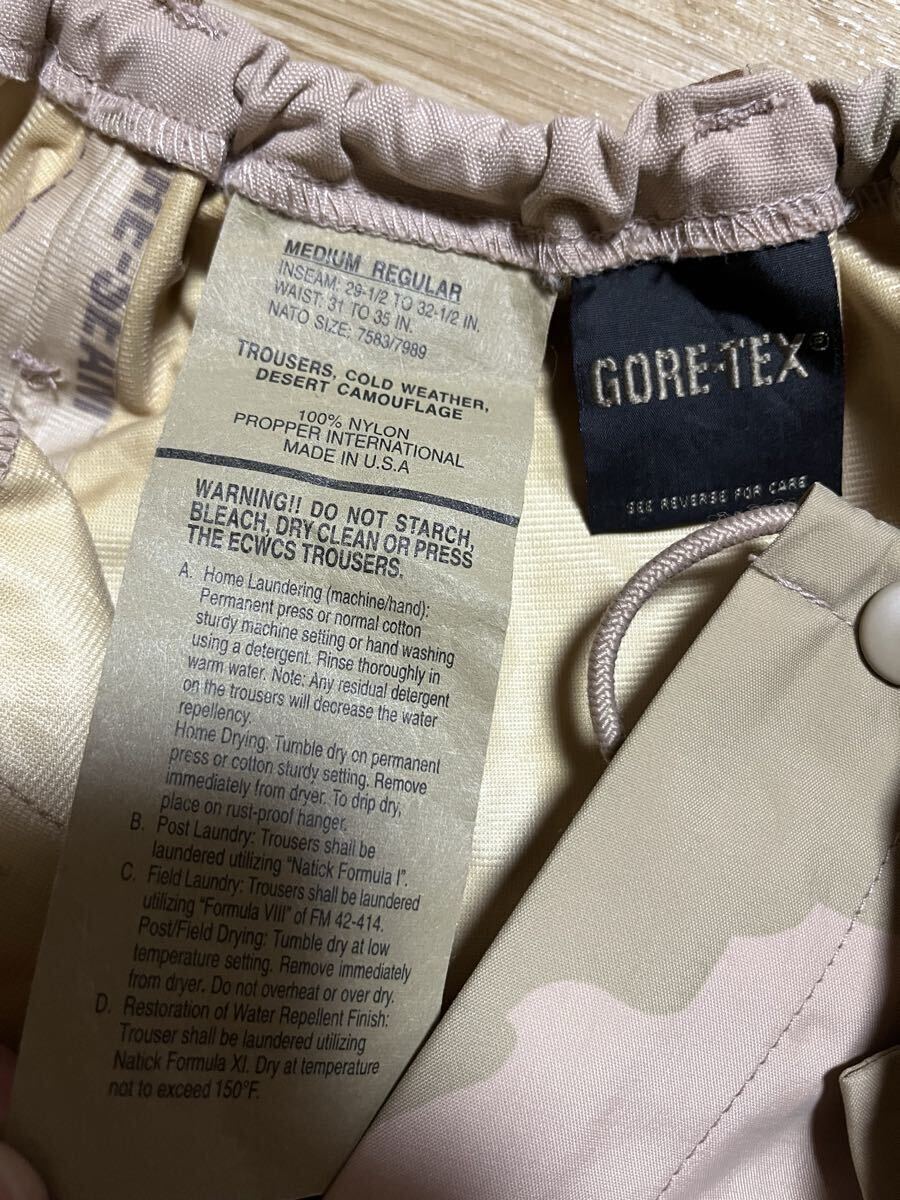 MEDIUM REGULAR
INSEAM: 29-1/2 TO 32-1/2 IN.
WAIST: 31 TO 35 IN.
NATO SIZE: 7583/7989
TROUSERS, COLD WEATHER,
DESERT CAMOUFLAGE
100% NYLON
PROPPER INTERNATIONAL
MADE IN U.S.A
WARNING!! DO NOT STARCH,
BLEACH, DRY CLEAN OR PRESS
THE ECWCS TROUSERS.
A. Home Laundering (machine/hand):
Permanent press or normal cotton
sturdy machine setting or hand washing
using a detergent. Rinse thoroughly in
warm water. Note: Any residual detergent
on the trousers will decrease the water
repellency.
Home Drying: Tumble dry on permanent
press or cotton sturdy setting. Remove
immediately from dryer. To drip dry,
place on rust-proof hanger.
B. Post Laundry: Trousers shall be
laundered utilizing “Natick Formula I”.
C. Field Laundry: Trousers shall be laundered
utilizing “Formula VIII” of FM 42-414.
Post/Field Drying: Tumble dry at low
temperature setting. Remove immediately
from dryer. Do not overheat or over dry.
D. Restoration of Water Repellent Finish:
Trouser shall be laundered utilizing
Natick Formula XI. Dry at temperature
not to exceed 150°F.
GORE-TEX®
SEE REVERSE FOR CARE